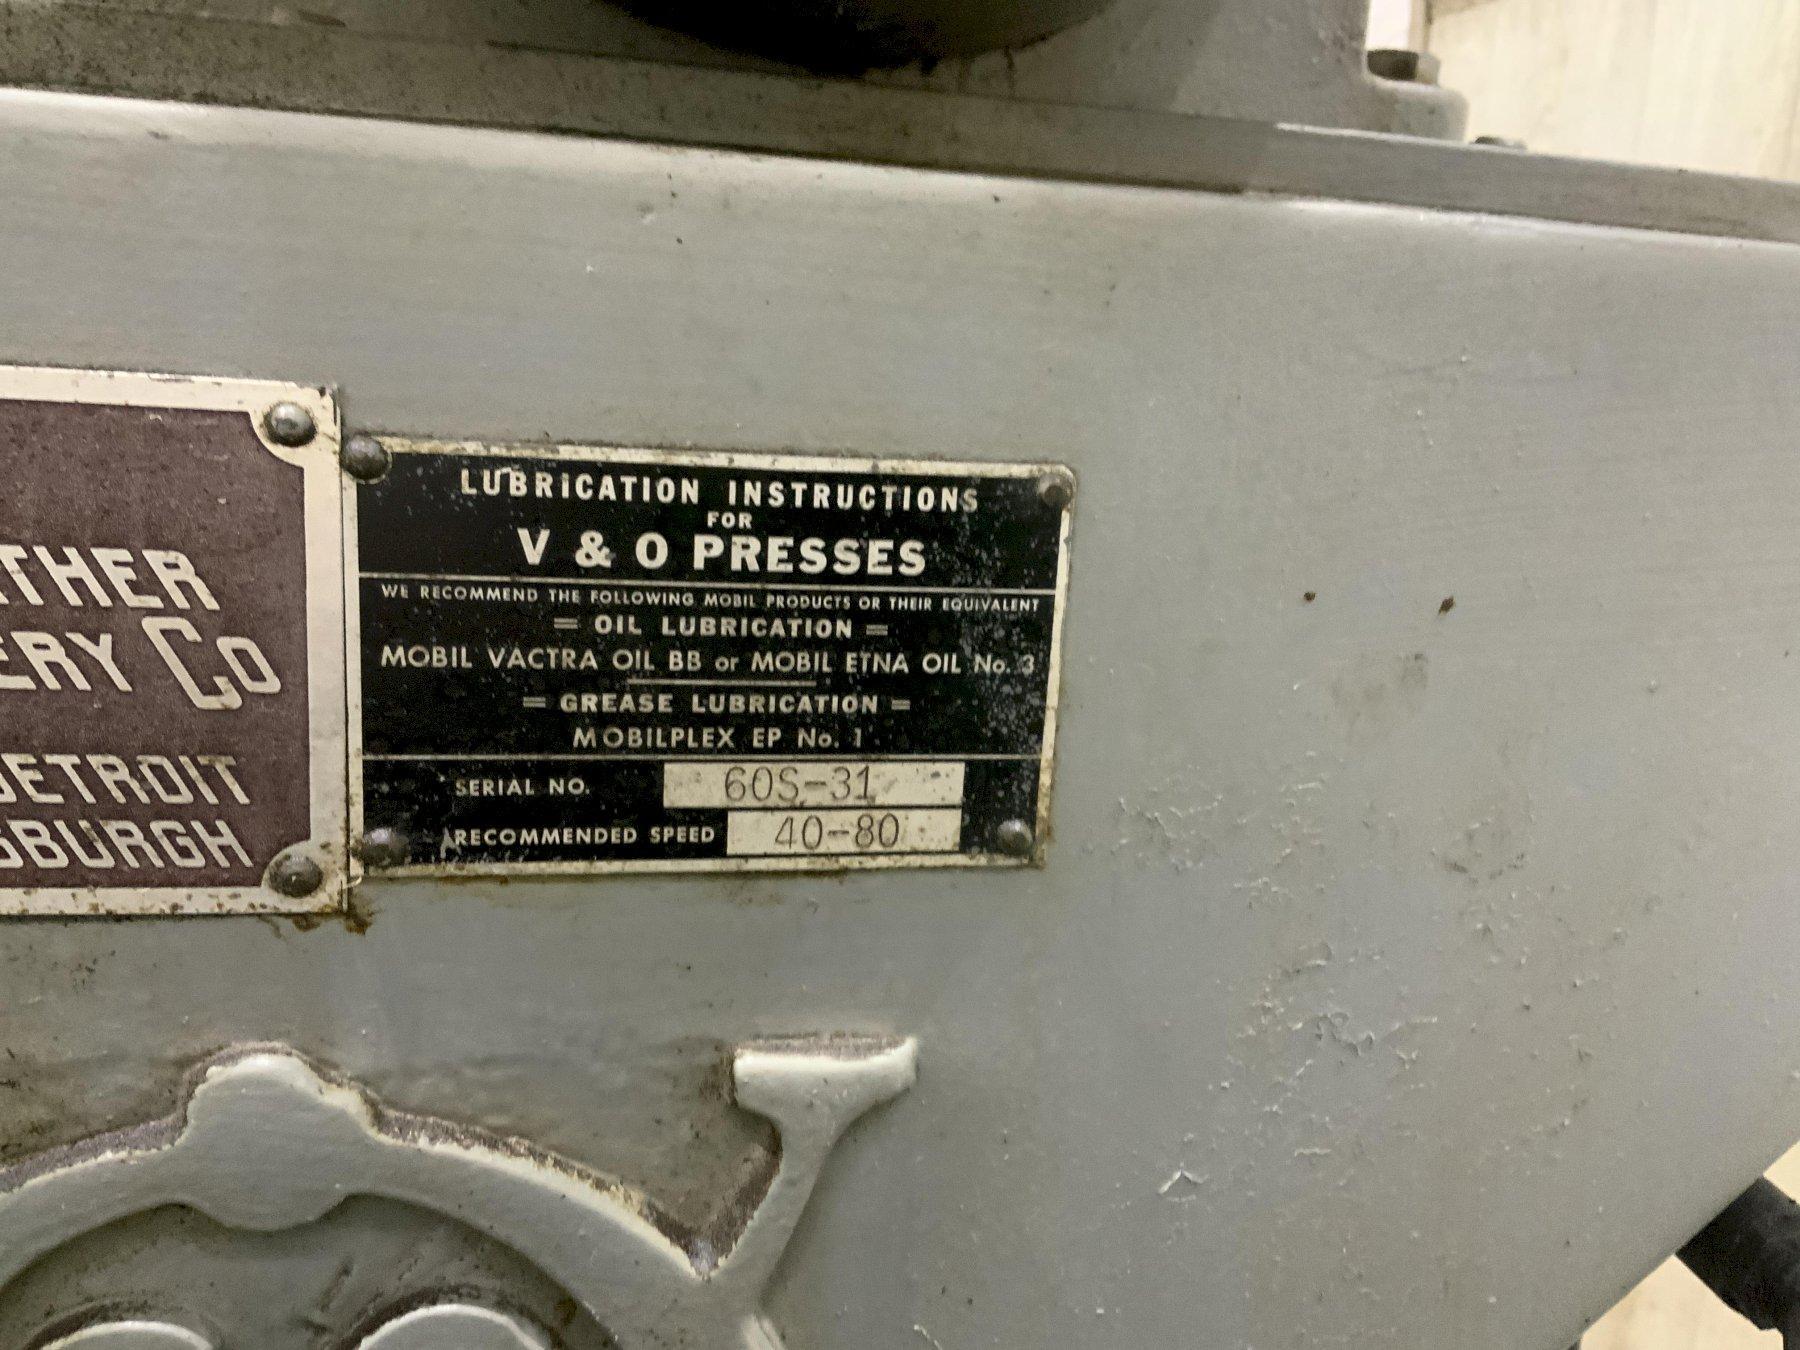 THER
ERY CO
DETROIT
SBURGH
LUBRICATION INSTRUCTIONS
FOR
V & O PRESSES
WE RECOMMEND THE FOLLOWING MOBIL PRODUCTS OR THEIR EQUIVALENT
= OIL LUBRICATION =
MOBIL VACTRA OIL BB or MOBIL ETNA OIL No. 3
= GREASE LUBRICATION =
MOBILPLEX EP No. 1
SERIAL NO. 60S-31
RECOMMENDED SPEED 40-80